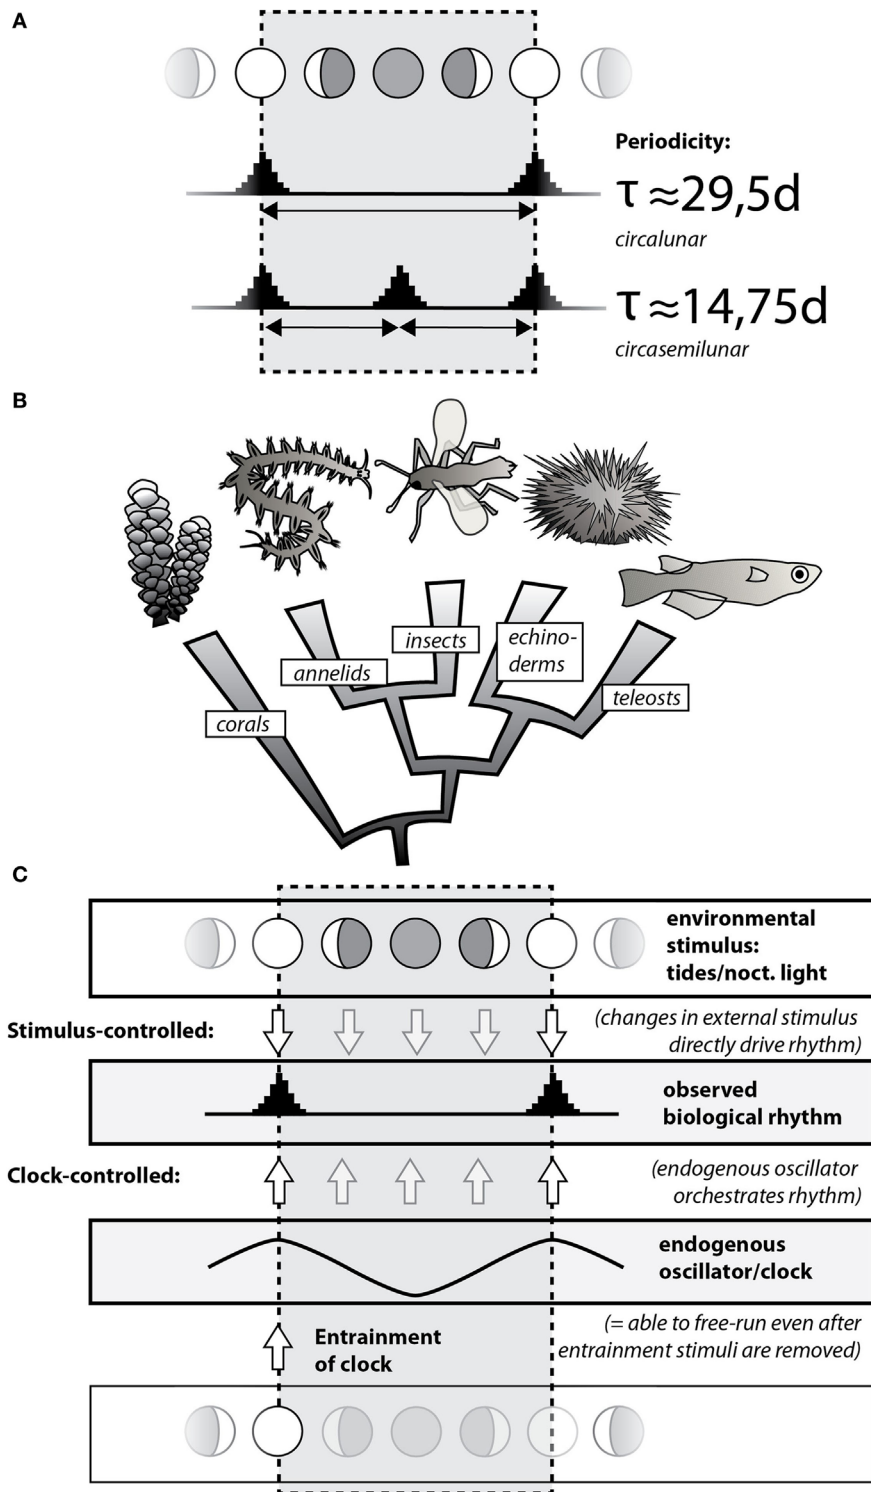 A
Periodicity:
τ ≈29,5d
circalunar
τ ≈14,75d
circasemilunar
B
corals
annelids
insects
echino-
derms
teleosts
C
environmental
stimulus:
tides/noct. light
Stimulus-controlled:
(changes in external stimulus
directly drive rhythm)
observed
biological rhythm
Clock-controlled:
(endogenous oscillator
orchestrates rhythm)
endogenous
oscillator/clock
Entrainment
of clock
(= able to free-run even after
entrainment stimuli are removed)